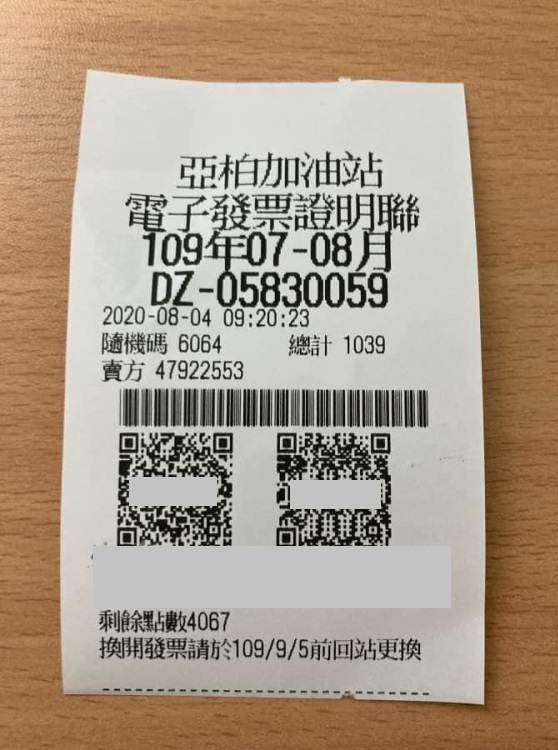 亞柏加油站
電子發票證明聯
109年07-08月
DZ-05830059
2020-08-04 09:20:23
隨機碼 6064 總計 1039
賣方 47922553
剩餘點數4067
換開發票請於109/9/5前回站更換